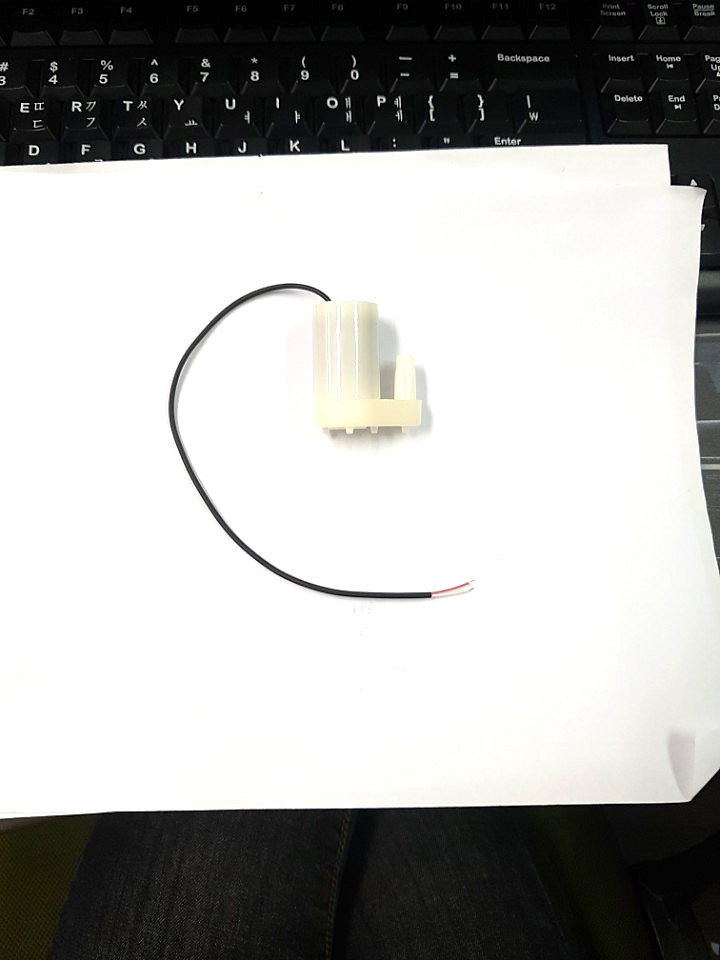 F2 F3 F4 F5 F6 F7 F8 F9 F10 F11 F12 Print Screen Scroll Lock Pause Break
# $ % ^ & * ( ) — + Backspace Insert Home
3 4 5 6 7 8 9 0 – =
E ㄸ R ㄲ T ㅆ Y U I O ㅒ P ㅖ { } | Delete End
ㄷ ㄱ ㅅ ㅛ ㅕ ㅑ ㅐ ㅔ [ ] ₩
D F G H J K L : " Enter